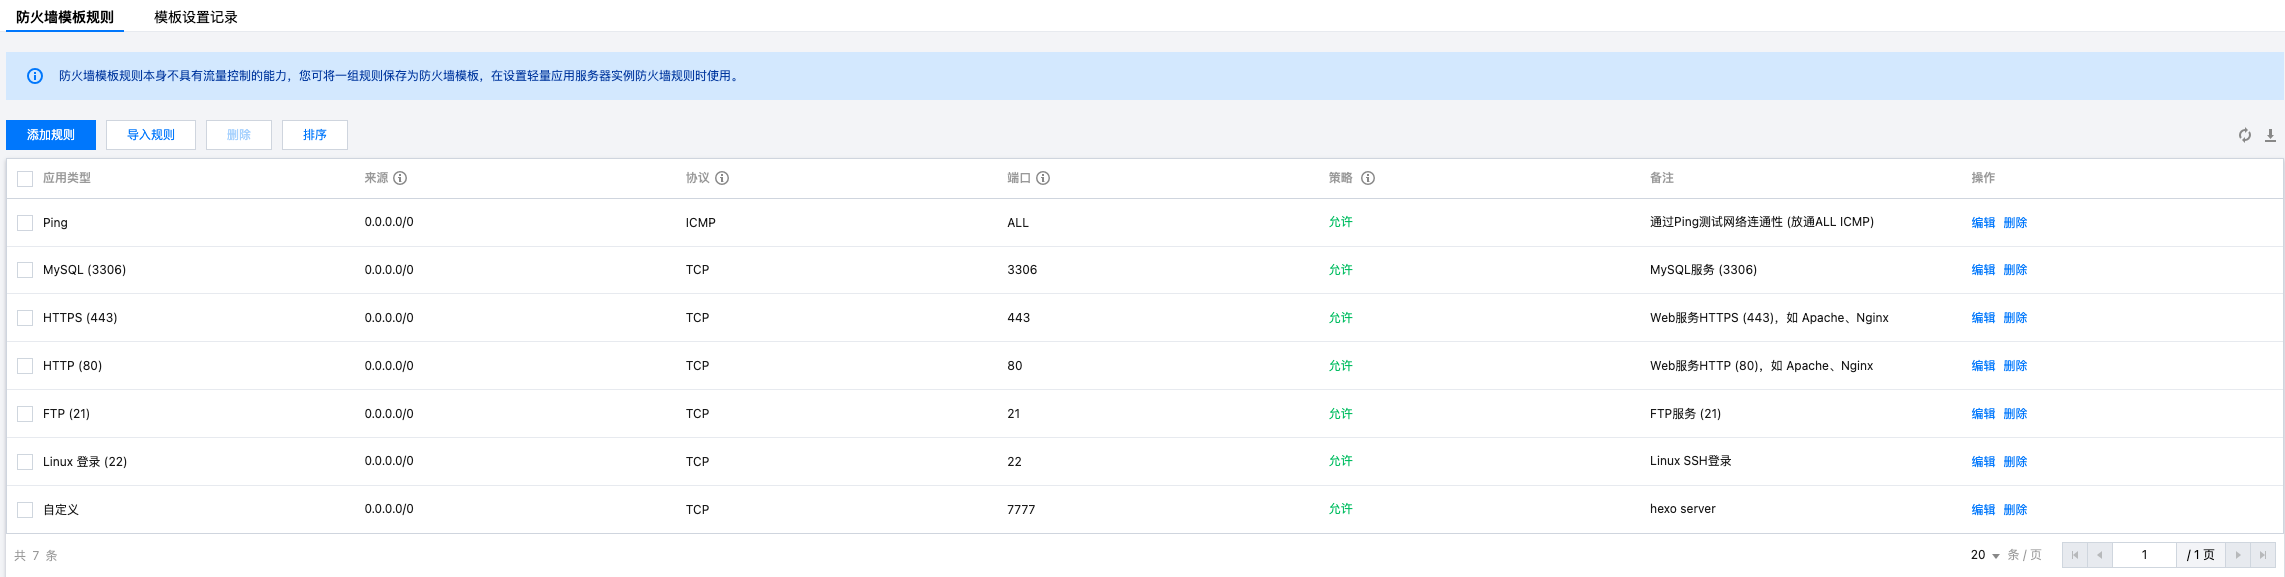 防火墙模板规则 模板设置记录
防火墙模板规则本身不具有流量控制的能力，您可将一组规则保存为防火墙模板，在设置轻量应用服务器实例防火墙规则时使用。
添加规则 导入规则 删除 排序
应用类型 来源 协议 端口 策略 备注 操作
Ping 0.0.0.0/0 ICMP ALL 允许 通过Ping测试网络连通性 (放通ALL ICMP) 编辑 删除
MySQL (3306) 0.0.0.0/0 TCP 3306 允许 MySQL服务 (3306) 编辑 删除
HTTPS (443) 0.0.0.0/0 TCP 443 允许 Web服务HTTPS (443)，如 Apache、Nginx 编辑 删除
HTTP (80) 0.0.0.0/0 TCP 80 允许 Web服务HTTP (80)，如 Apache、Nginx 编辑 删除
FTP (21) 0.0.0.0/0 TCP 21 允许 FTP服务 (21) 编辑 删除
Linux 登录 (22) 0.0.0.0/0 TCP 22 允许 Linux SSH登录 编辑 删除
自定义 0.0.0.0/0 TCP 7777 允许 hexo server 编辑 删除
共 7 条 20 条 / 页 1 / 1 页